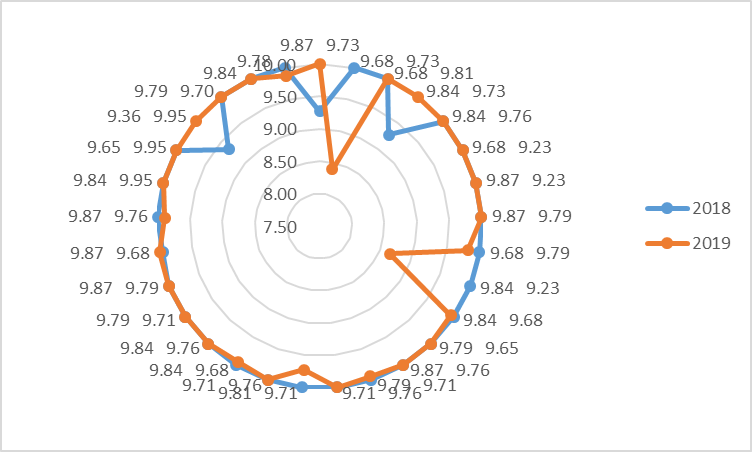 9.87 9.73
9.78 10.00 9.68 9.73
9.84 9.68 9.81
9.79 9.70 9.50 9.84 9.73
9.36 9.95 9.00 9.84 9.76
9.65 9.95 8.50 9.68 9.23
9.84 9.95 8.00 9.87 9.23
9.87 9.76 7.50 9.87 9.79
2018
2019
9.87 9.68 9.68 9.79
9.87 9.79 9.84 9.23
9.79 9.71 9.84 9.68
9.84 9.76 9.79 9.65
9.84 9.68 9.87 9.76
9.71 9.76 9.79 9.71
9.81 9.71 9.71 9.76